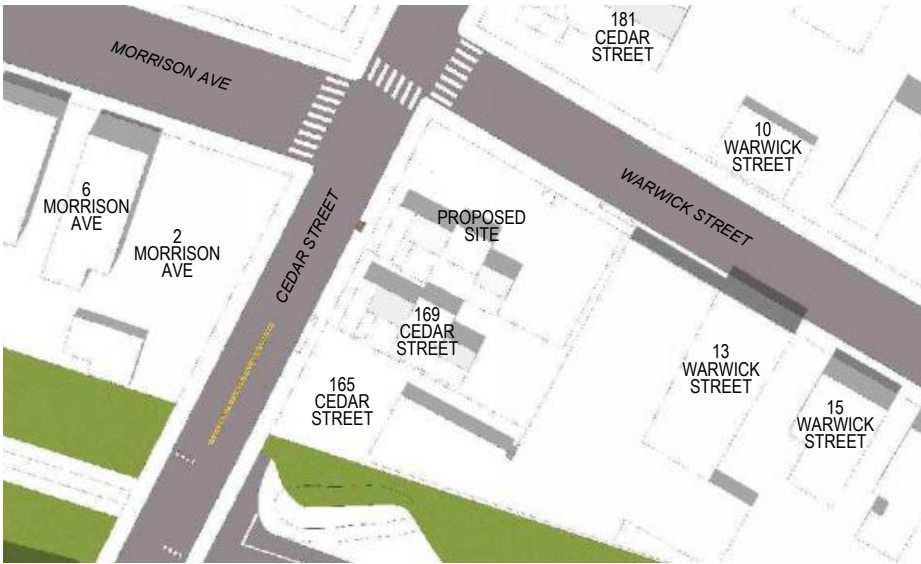 181
CEDAR
STREET
MORRISON AVE
10
WARWICK
STREET
6
MORRISON
AVE
2
MORRISON
AVE
CEDAR STREET
PROPOSED
SITE
WARWICK STREET
169
CEDAR
STREET
165
CEDAR
STREET
13
WARWICK
STREET
15
WARWICK
STREET